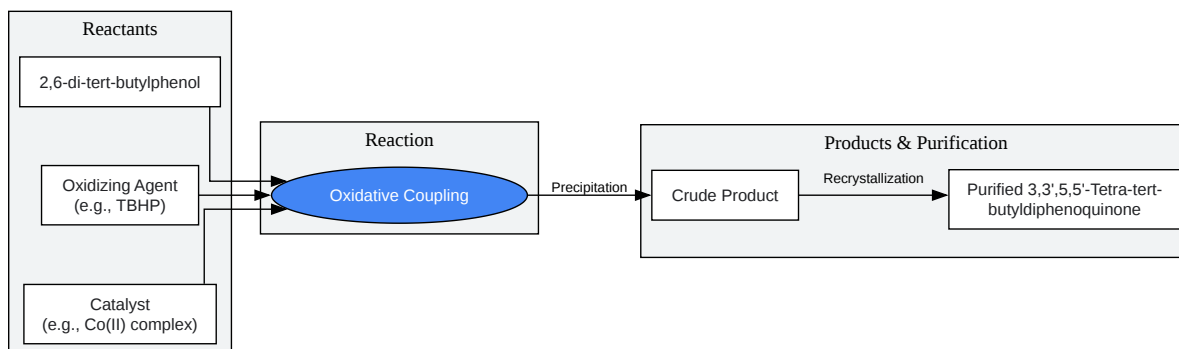 Reactants
2,6-di-tert-butylphenol
Oxidizing Agent
(e.g., TBHP)
Catalyst
(e.g., Co(II) complex)
Reaction
Oxidative Coupling
Precipitation
Products & Purification
Crude Product
Recrystallization
Purified 3,3',5,5'-Tetra-tert-
butyldiphenoquinone